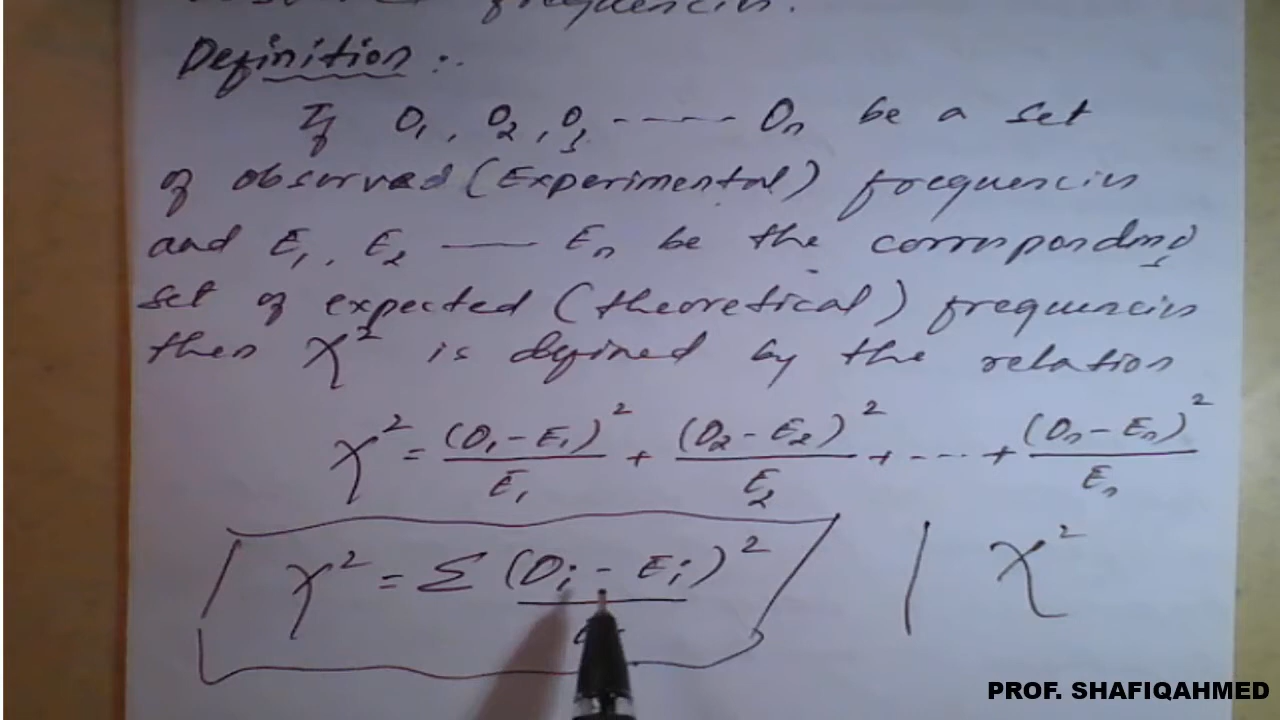 observed frequencies.
Definition :-
If O₁, O₂, O₃ ------ Oₙ be a set
of observed (Experimental) frequencies
and E₁, E₂ —— Eₙ be the corresponding
set of expected (theoretical) frequencies
then χ² is defined by the relation
χ² = (O₁ - E₁)²/E₁ + (O₂ - E₂)²/E₂ + ---- + (Oₙ - Eₙ)²/Eₙ
χ² = Σ (Oᵢ - Eᵢ)² | χ²
PROF. SHAFIQAHMED